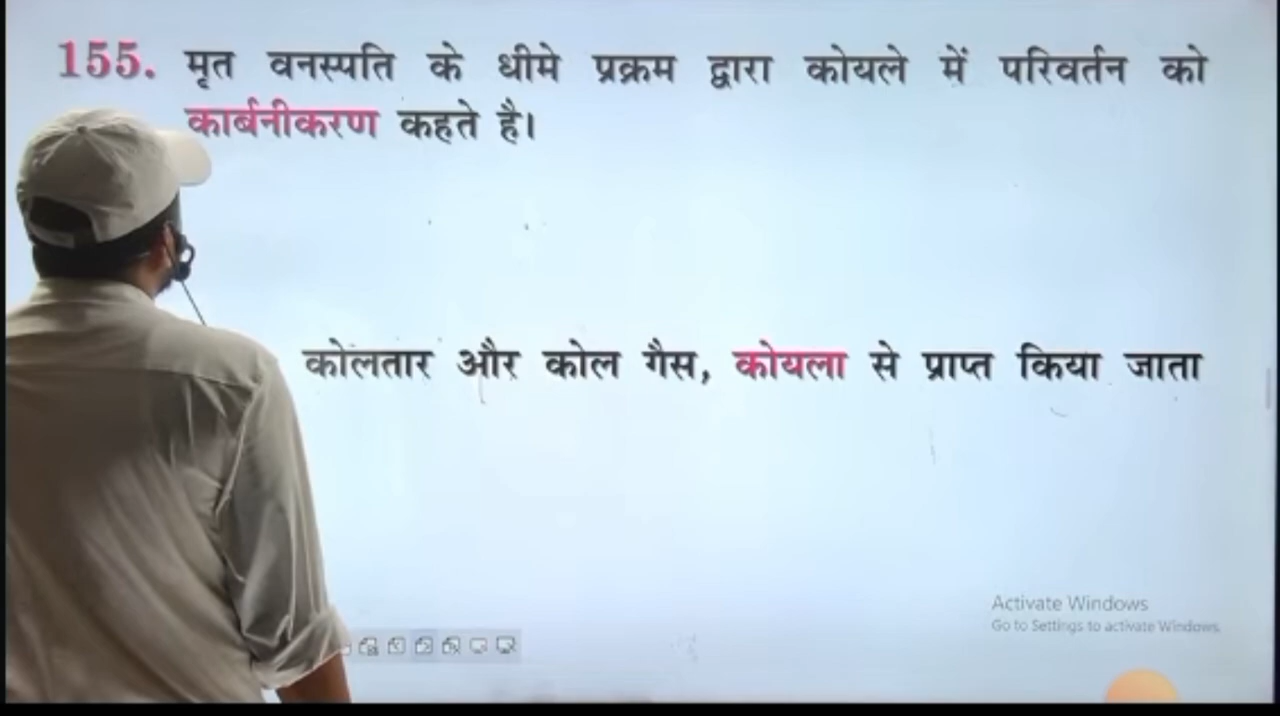 155. मृत वनस्पति के धीमे प्रक्रम द्वारा कोयले में परिवर्तन को
कार्बनीकरण कहते है।
कोलतार और कोल गैस, कोयला से प्राप्त किया जाता
Activate Windows
Go to Settings to activate Windows.